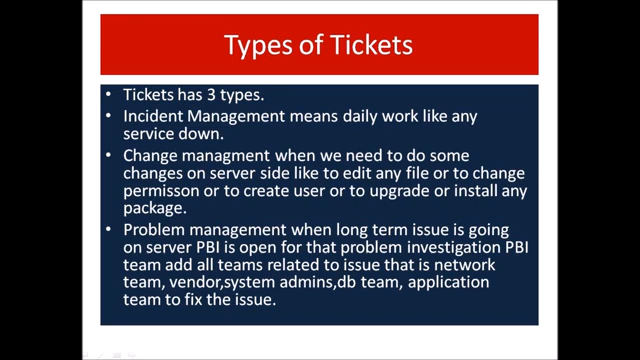 Types of Tickets
Tickets has 3 types.
Incident Management means daily work like any
service down.
Change managment when we need to do some
changes on server side like to edit any file or to change
permisson or to create user or to upgrade or install any
package.
Problem management when long term issue is going
on server PBI is open for that problem investigation PBI
team add all teams related to issue that is network
team, vendor,system admins,db team, application
team to fix the issue.